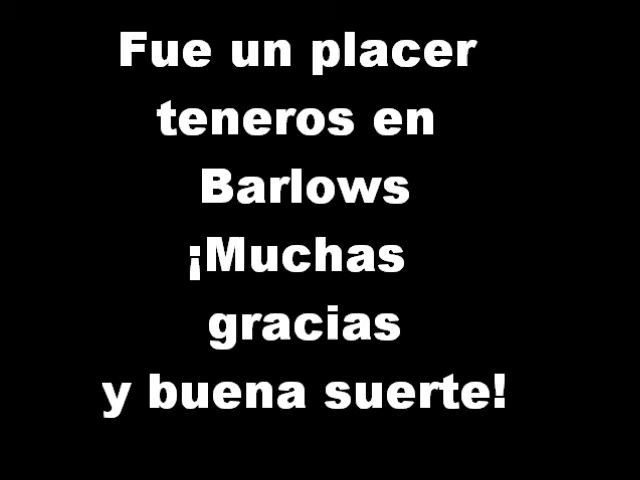 Fue un placer
teneros en
Barlows
¡Muchas
gracias
y buena suerte!